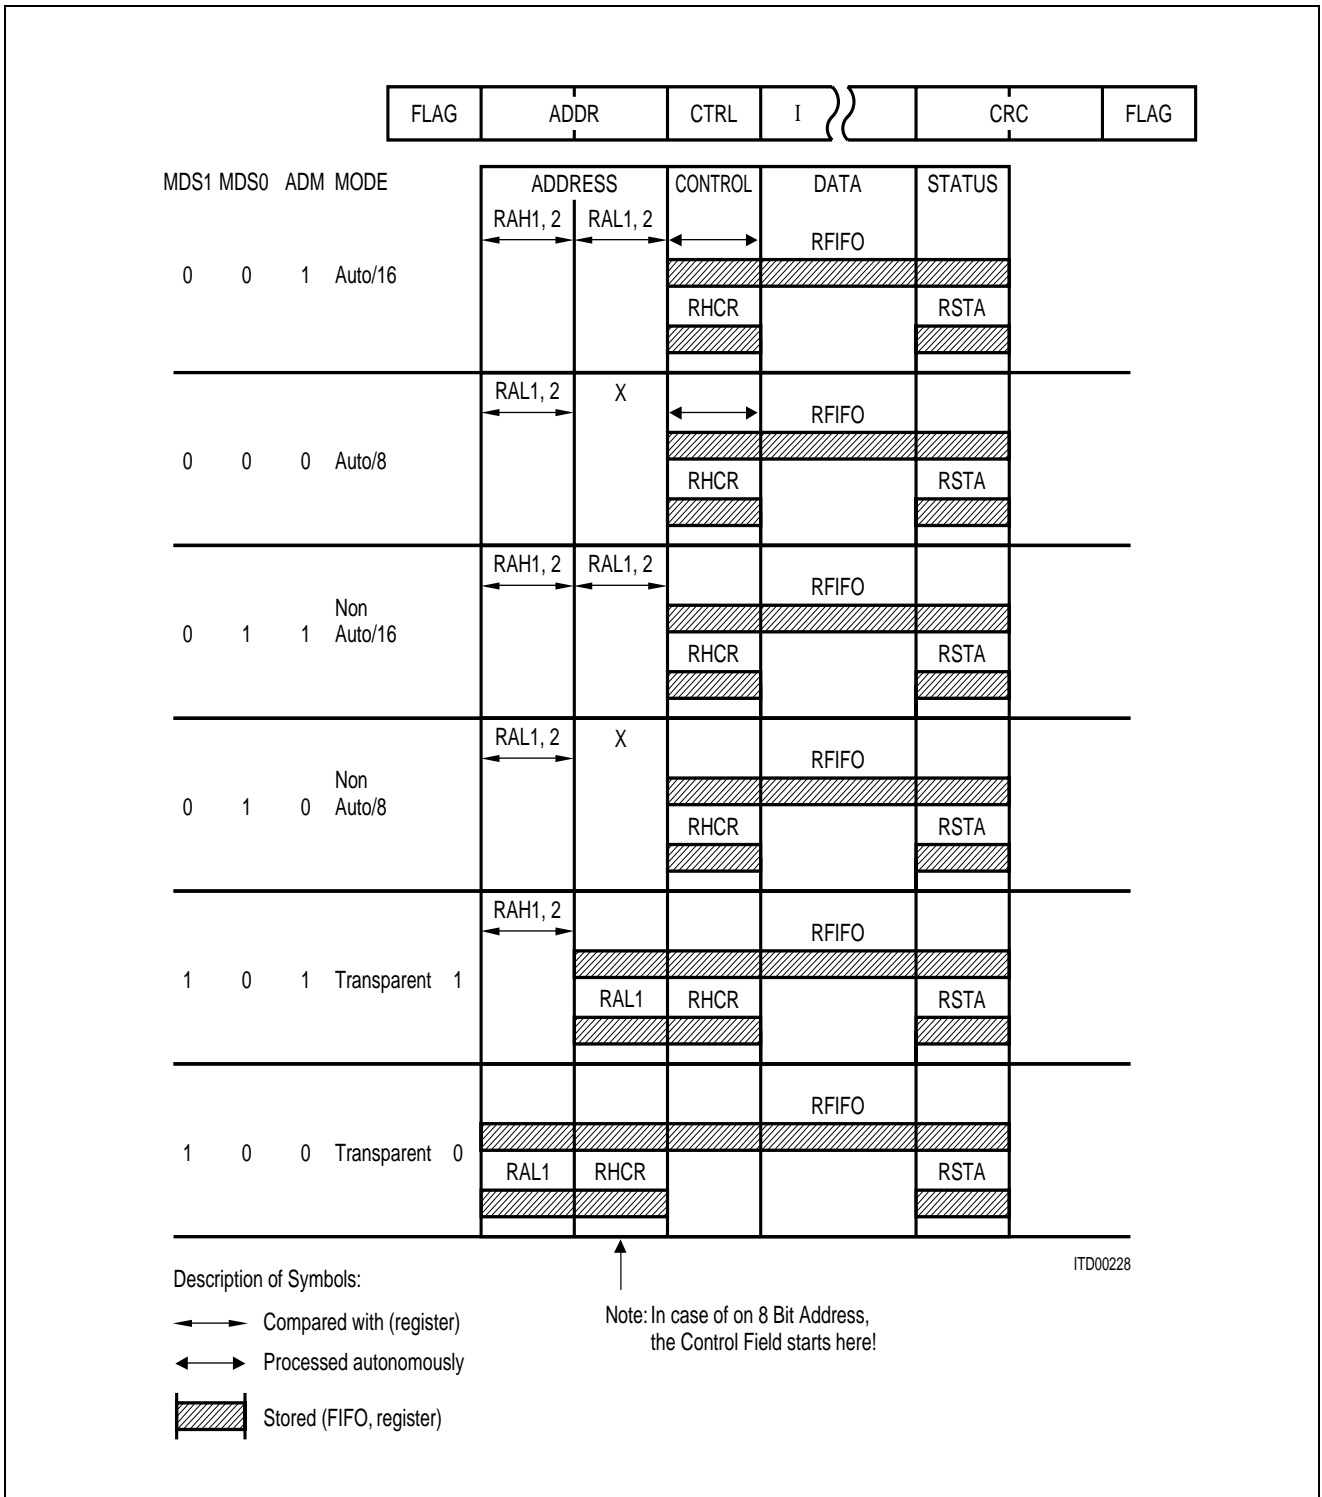 FLAG ADDR CTRL I CRC FLAG
MDS1 MDS0 ADM MODE ADDRESS CONTROL DATA STATUS
RAH1, 2 RAL1, 2
RFIFO
0 0 1 Auto/16
RHCR RSTA
RAL1, 2 X
RFIFO
0 0 0 Auto/8
RHCR RSTA
RAH1, 2 RAL1, 2
RFIFO
Non
0 1 1 Auto/16
RHCR RSTA
RAL1, 2 X
RFIFO
Non
0 1 0 Auto/8
RHCR RSTA
RAH1, 2
RFIFO
1 0 1 Transparent 1
RAL1 RHCR RSTA
RFIFO
1 0 0 Transparent 0
RAL1 RHCR RSTA
ITD00228
Description of Symbols:
Compared with (register)
Processed autonomously
Stored (FIFO, register)
Note: In case of on 8 Bit Address,
the Control Field starts here!